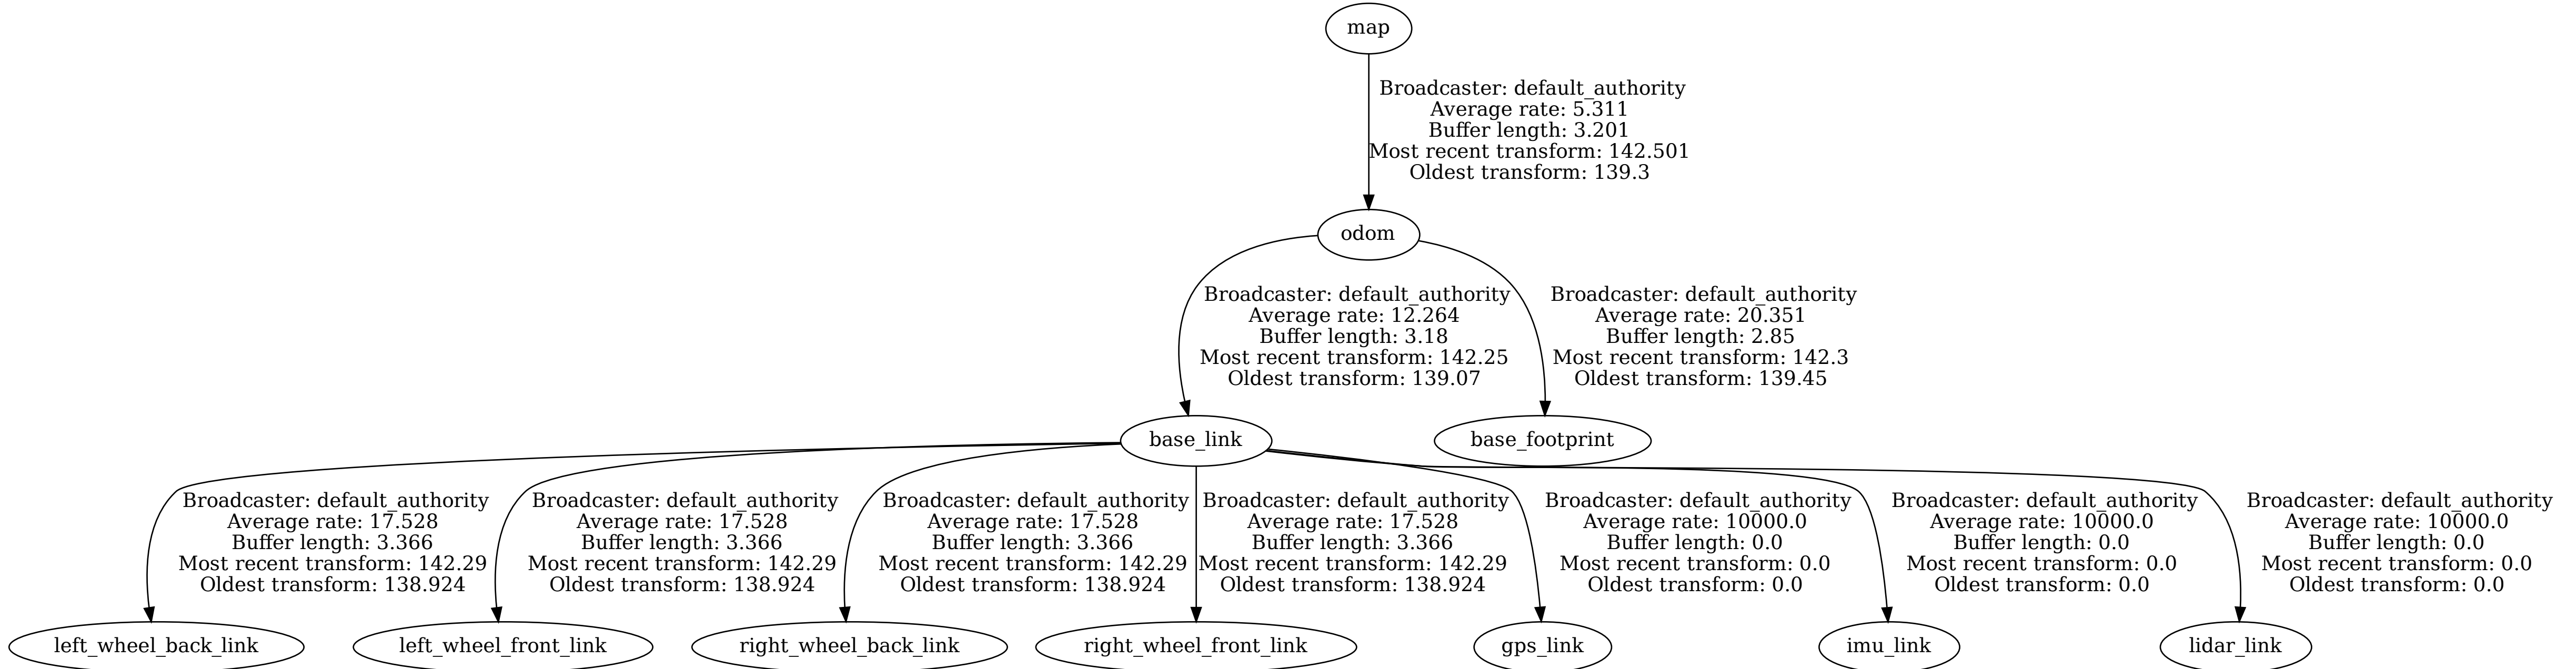 map
Broadcaster: default_authority
Average rate: 5.311
Buffer length: 3.201
Most recent transform: 142.501
Oldest transform: 139.3
odom
Broadcaster: default_authority
Average rate: 12.264
Buffer length: 3.18
Most recent transform: 142.25
Oldest transform: 139.07
Broadcaster: default_authority
Average rate: 20.351
Buffer length: 2.85
Most recent transform: 142.3
Oldest transform: 139.45
base_link
base_footprint
Broadcaster: default_authority
Average rate: 17.528
Buffer length: 3.366
Most recent transform: 142.29
Oldest transform: 138.924
Broadcaster: default_authority
Average rate: 17.528
Buffer length: 3.366
Most recent transform: 142.29
Oldest transform: 138.924
Broadcaster: default_authority
Average rate: 17.528
Buffer length: 3.366
Most recent transform: 142.29
Oldest transform: 138.924
Broadcaster: default_authority
Average rate: 17.528
Buffer length: 3.366
Most recent transform: 142.29
Oldest transform: 138.924
Broadcaster: default_authority
Average rate: 10000.0
Buffer length: 0.0
Most recent transform: 0.0
Oldest transform: 0.0
Broadcaster: default_authority
Average rate: 10000.0
Buffer length: 0.0
Most recent transform: 0.0
Oldest transform: 0.0
Broadcaster: default_authority
Average rate: 10000.0
Buffer length: 0.0
Most recent transform: 0.0
Oldest transform: 0.0
left_wheel_back_link
left_wheel_front_link
right_wheel_back_link
right_wheel_front_link
gps_link
imu_link
lidar_link